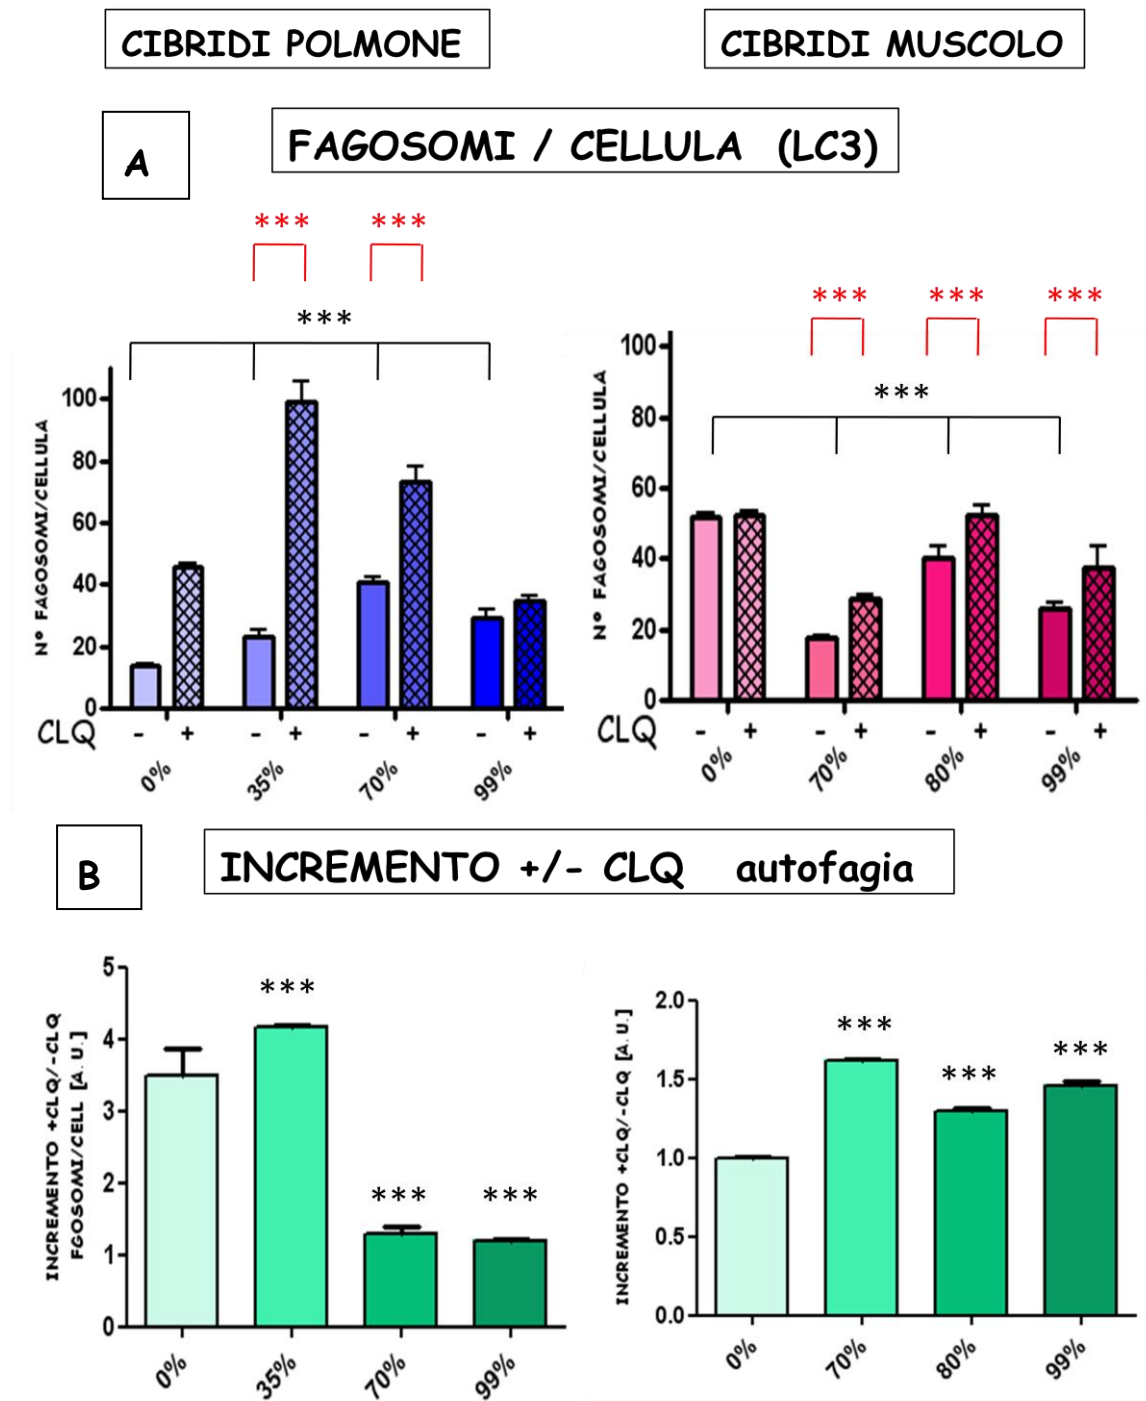 CIBRIDI POLMONE
CIBRIDI MUSCOLO
A
FAGOSOMI / CELLULA (LC3)
*** ***
***
N° FAGOSOMI/CELLULA
100
80
60
40
20
0
CLQ - + - + - + - +
0% 35% 70% 99%
*** *** ***
***
N° FAGOSOMI/CELLULA
100
80
60
40
20
0
CLQ - + - + - + - +
0% 70% 80% 99%
B
INCREMENTO +/- CLQ autofagia
INCREMENTO +CLQ/-CLQ
FGOSOMI/CELL [A.U.]
5
4
3
2
1
0
*** *** ***
0% 35% 70% 99%
INCREMENTO +CLQ/-CLQ [A.U.]
2.0
1.5
1.0
0.5
0.0
*** *** ***
0% 70% 80% 99%